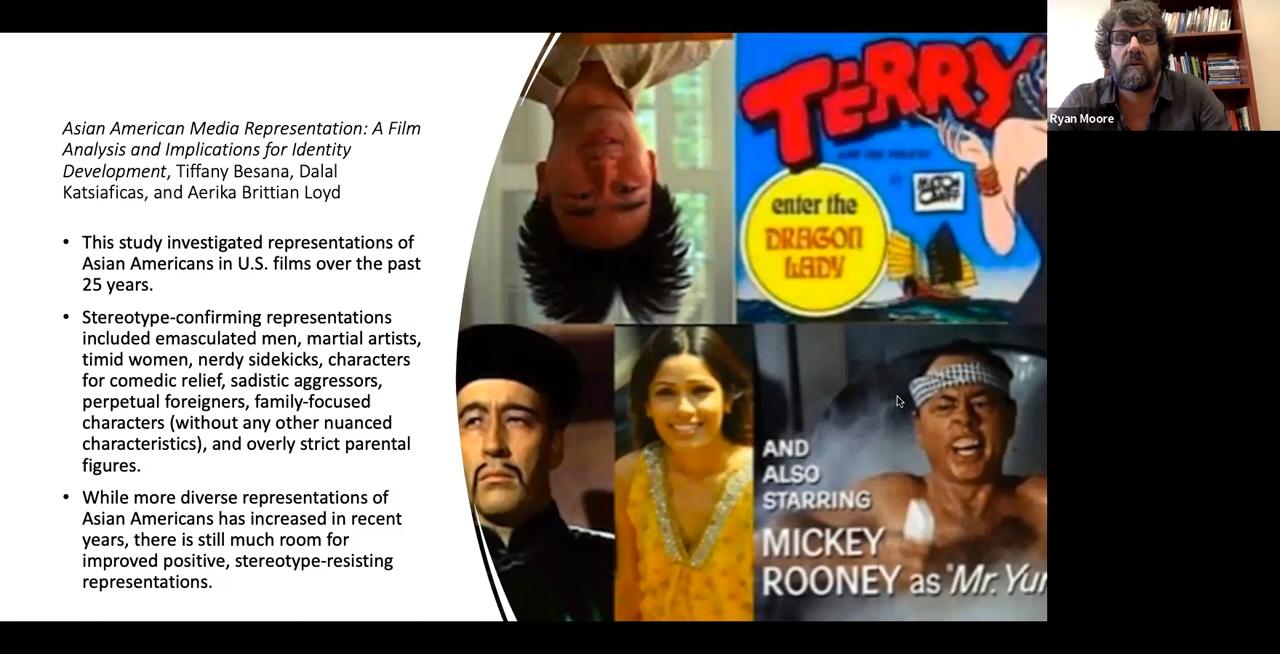 Asian American Media Representation: A Film
Analysis and Implications for Identity
Development, Tiffany Besana, Dalal
Katsiaficas, and Aerika Brittian Loyd
• This study investigated representations of
Asian Americans in U.S. films over the past
25 years.
• Stereotype-confirming representations
included emasculated men, martial artists,
timid women, nerdy sidekicks, characters
for comedic relief, sadistic aggressors,
perpetual foreigners, family-focused
characters (without any other nuanced
characteristics), and overly strict parental
figures.
• While more diverse representations of
Asian Americans has increased in recent
years, there is still much room for
improved positive, stereotype-resisting
representations.
TERRY
enter the
DRAGON
LADY
AND
ALSO
STARRING
MICKEY
ROONEY as 'Mr. Yun
Ryan Moore